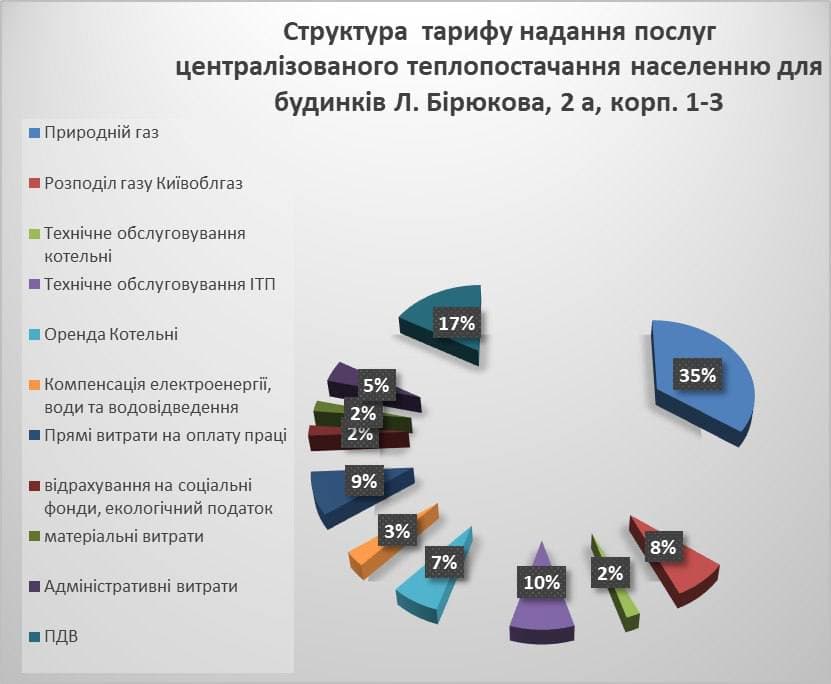 Структура тарифу надання послуг
централізованого теплопостачання населенню для
будинків Л. Бірюкова, 2 а, корп. 1-3
Природній газ
Розподіл газу Київоблгаз
Технічне обслуговування
котельні
Технічне обслуговування ІТП
Оренда Котельні
Компенсація електроенергії,
води та водовідведення
Прямі витрати на оплату праці
відрахування на соціальні
фонди, екологічний податок
матеріальні витрати
Адміністративні витрати
ПДВ
17%
35%
5%
2%
2%
9%
3%
7%
10%
2%
8%